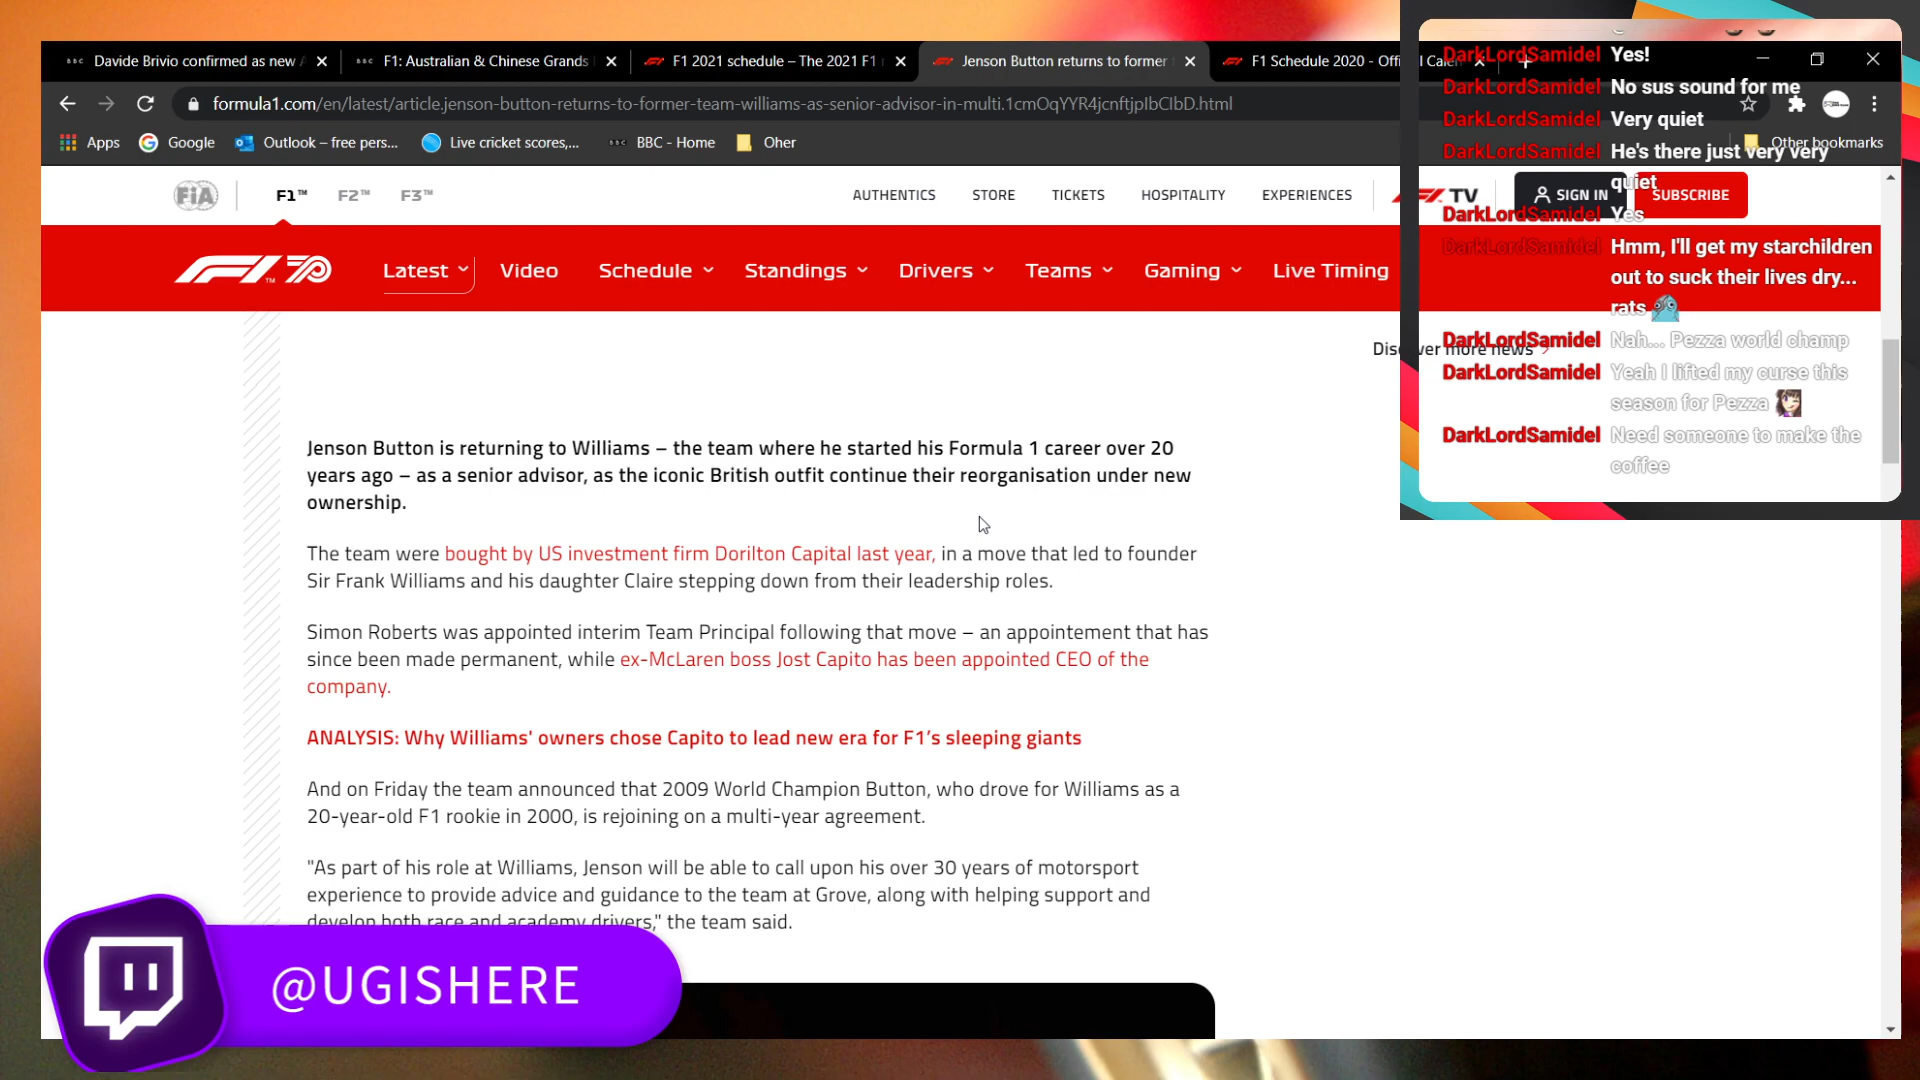 Davide Brivio confirmed as new
F1: Australian & Chinese Grands
F1 2021 schedule – The 2021 F1
Jenson Button returns to former
F1 Schedule 2020 - Offi
formula1.com/en/latest/article.jenson-button-returns-to-former-team-williams-as-senior-advisor-in-multi.1cmOqYYR4jcnftjpIbCIbD.html
Apps
Google
Outlook – free pers...
Live cricket scores,...
BBC - Home
Oher
Other bookmarks
FIA
F1™
F2™
F3™
AUTHENTICS
STORE
TICKETS
HOSPITALITY
EXPERIENCES
TV
SIGN IN
SUBSCRIBE
Latest
Video
Schedule
Standings
Drivers
Teams
Gaming
Live Timing
Discover more news
Jenson Button is returning to Williams – the team where he started his Formula 1 career over 20
years ago – as a senior advisor, as the iconic British outfit continue their reorganisation under new
ownership.
The team were bought by US investment firm Dorilton Capital last year, in a move that led to founder
Sir Frank Williams and his daughter Claire stepping down from their leadership roles.
Simon Roberts was appointed interim Team Principal following that move – an appointement that has
since been made permanent, while ex-McLaren boss Jost Capito has been appointed CEO of the
company.
ANALYSIS: Why Williams' owners chose Capito to lead new era for F1's sleeping giants
And on Friday the team announced that 2009 World Champion Button, who drove for Williams as a
20-year-old F1 rookie in 2000, is rejoining on a multi-year agreement.
"As part of his role at Williams, Jenson will be able to call upon his over 30 years of motorsport
experience to provide advice and guidance to the team at Grove, along with helping support and
develop both race and academy drivers," the team said.
@UGISHERE
DarkLordSamidel Yes!
DarkLordSamidel No sus sound for me
DarkLordSamidel Very quiet
DarkLordSamidel He's there just very very
quiet
DarkLordSamidel Yes
DarkLordSamidel Hmm, I'll get my starchildren
out to suck their lives dry...
rats
DarkLordSamidel Nah... Pezza world champ
DarkLordSamidel Yeah I lifted my curse this
season for Pezza
DarkLordSamidel Need someone to make the
coffee